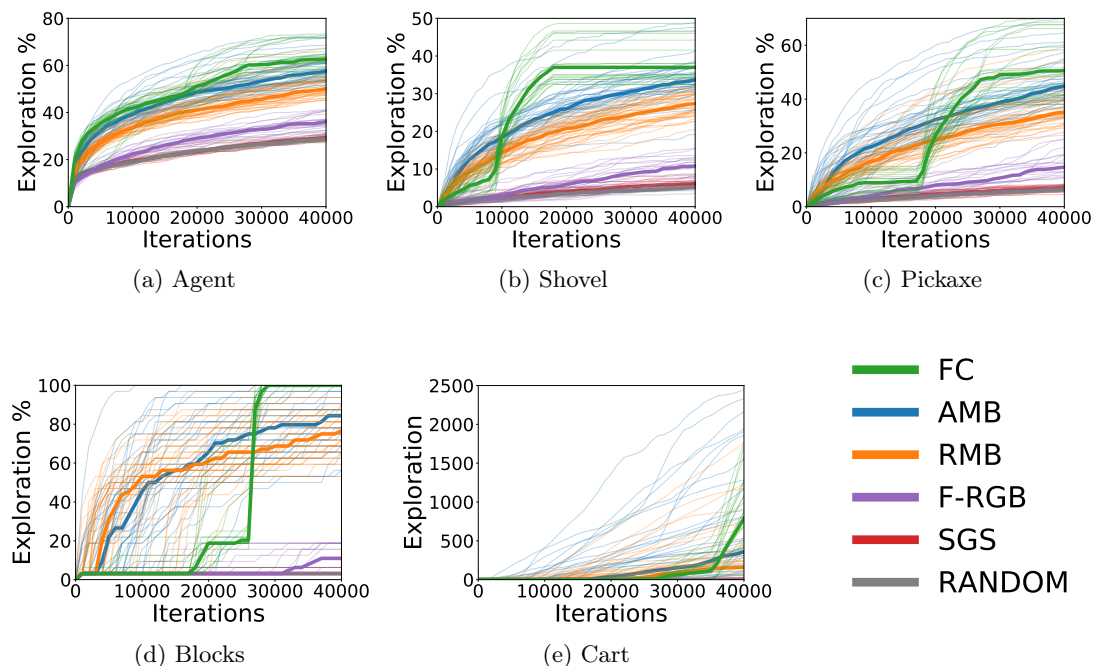 80
60
40
20
0
Exploration %
0 10000 20000 30000 40000
Iterations
(a) Agent
50
40
30
20
10
0
Exploration %
0 10000 20000 30000 40000
Iterations
(b) Shovel
60
40
20
0
Exploration %
0 10000 20000 30000 40000
Iterations
(c) Pickaxe
100
80
60
40
20
0
Exploration %
0 10000 20000 30000 40000
Iterations
(d) Blocks
2500
2000
1500
1000
500
0
Exploration
0 10000 20000 30000 40000
Iterations
(e) Cart
FC
AMB
RMB
F-RGB
SGS
RANDOM